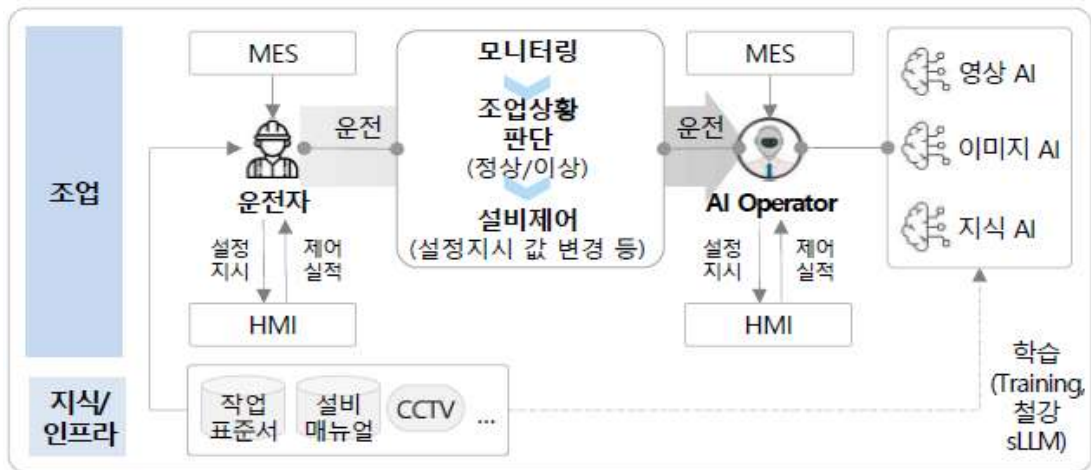 조업
MES
운전자
운전
설정
지시
제어
실적
HMI
모니터링
조업상황
판단
(정상/이상)
설비제어
(설정지시 값 변경 등)
운전
MES
AI Operator
설정
지시
제어
실적
HMI
영상 AI
이미지 AI
지식 AI
지식/
인프라
작업
표준서
설비
매뉴얼
CCTV
...
학습
(Training,
철강
sLLM)